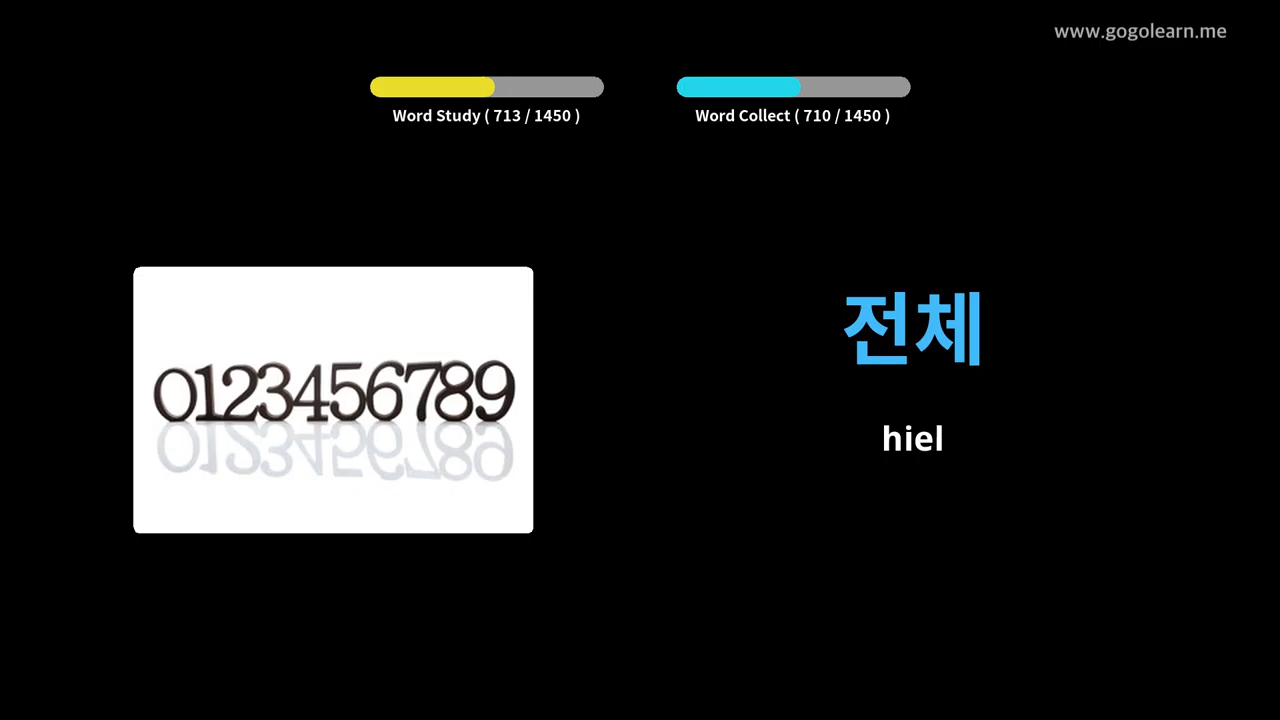 www.gogolearn.me
Word Study ( 713 / 1450 )
Word Collect ( 710 / 1450 )
전체
0123456789
hiel